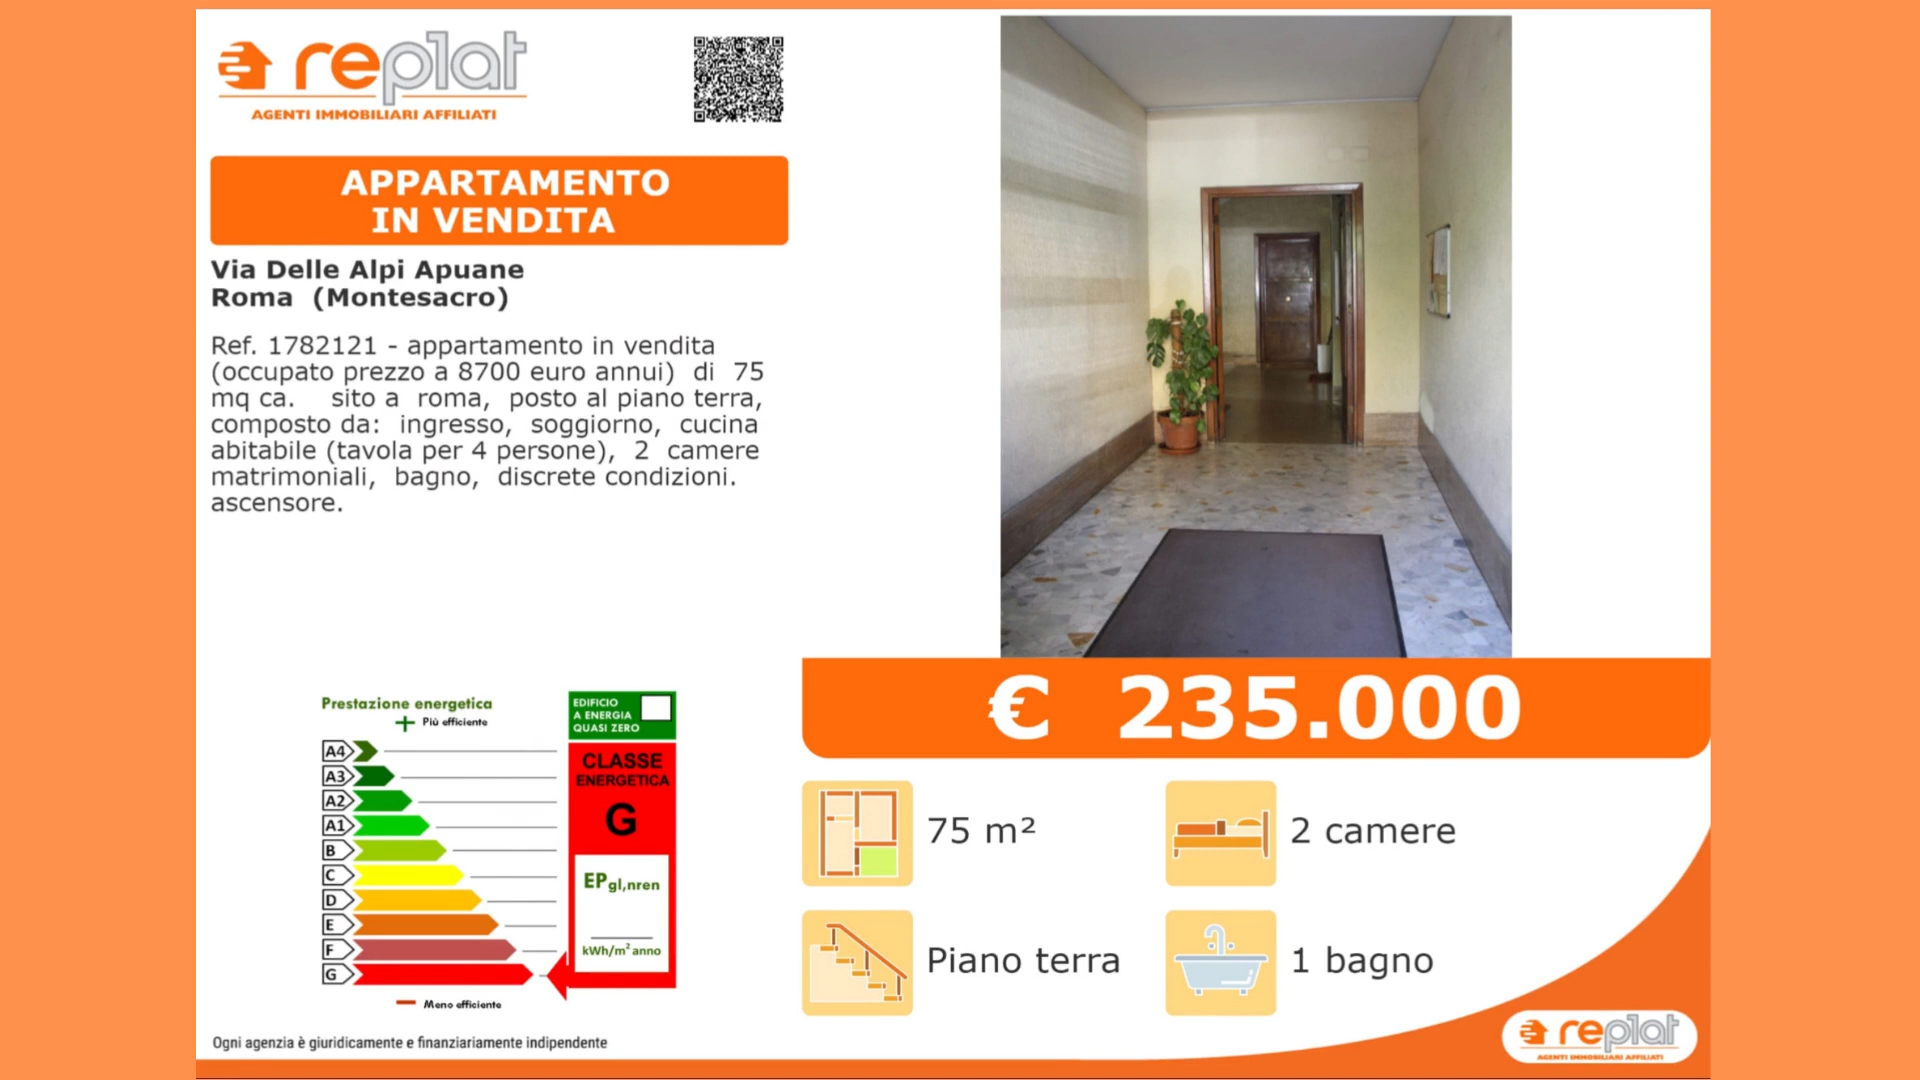 replat
AGENTI IMMOBILIARI AFFILIATI
APPARTAMENTO
IN VENDITA
Via Delle Alpi Apuane
Roma (Montesacro)
Ref. 1782121 - appartamento in vendita
(occupato prezzo a 8700 euro annui) di 75
mq ca. sito a roma, posto al piano terra,
composto da: ingresso, soggiorno, cucina
abitabile (tavola per 4 persone), 2 camere
matrimoniali, bagno, discrete condizioni.
ascensore.
Prestazione energetica
+ Più efficiente
A4
A3
A2
A1
B
C
D
E
F
G
Meno efficiente
EDIFICIO
A ENERGIA
QUASI ZERO
CLASSE
ENERGETICA
G
EPgl,nren
kWh/m² anno
€ 235.000
75 m²
2 camere
Piano terra
1 bagno
Ogni agenzia è giuridicamente e finanziariamente indipendente
replat
AGENTI IMMOBILIARI AFFILIATI